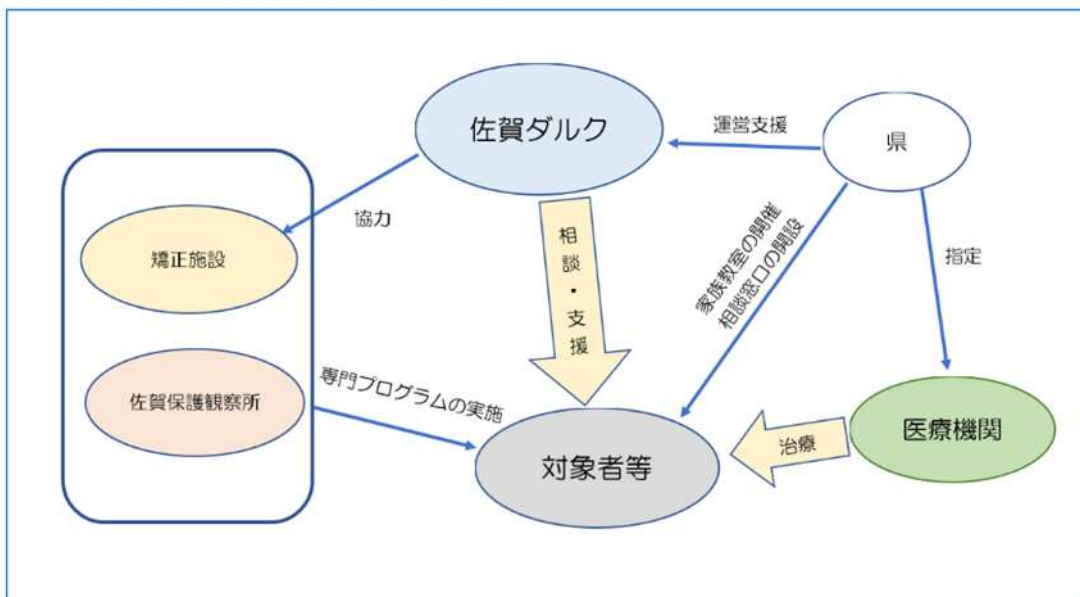 佐賀ダルク
運営支援
県
協力
矯正施設
相談・支援
家族教室の開催
相談窓口の開設
指定
佐賀保護観察所
専門プログラムの実施
対象者等
治療
医療機関